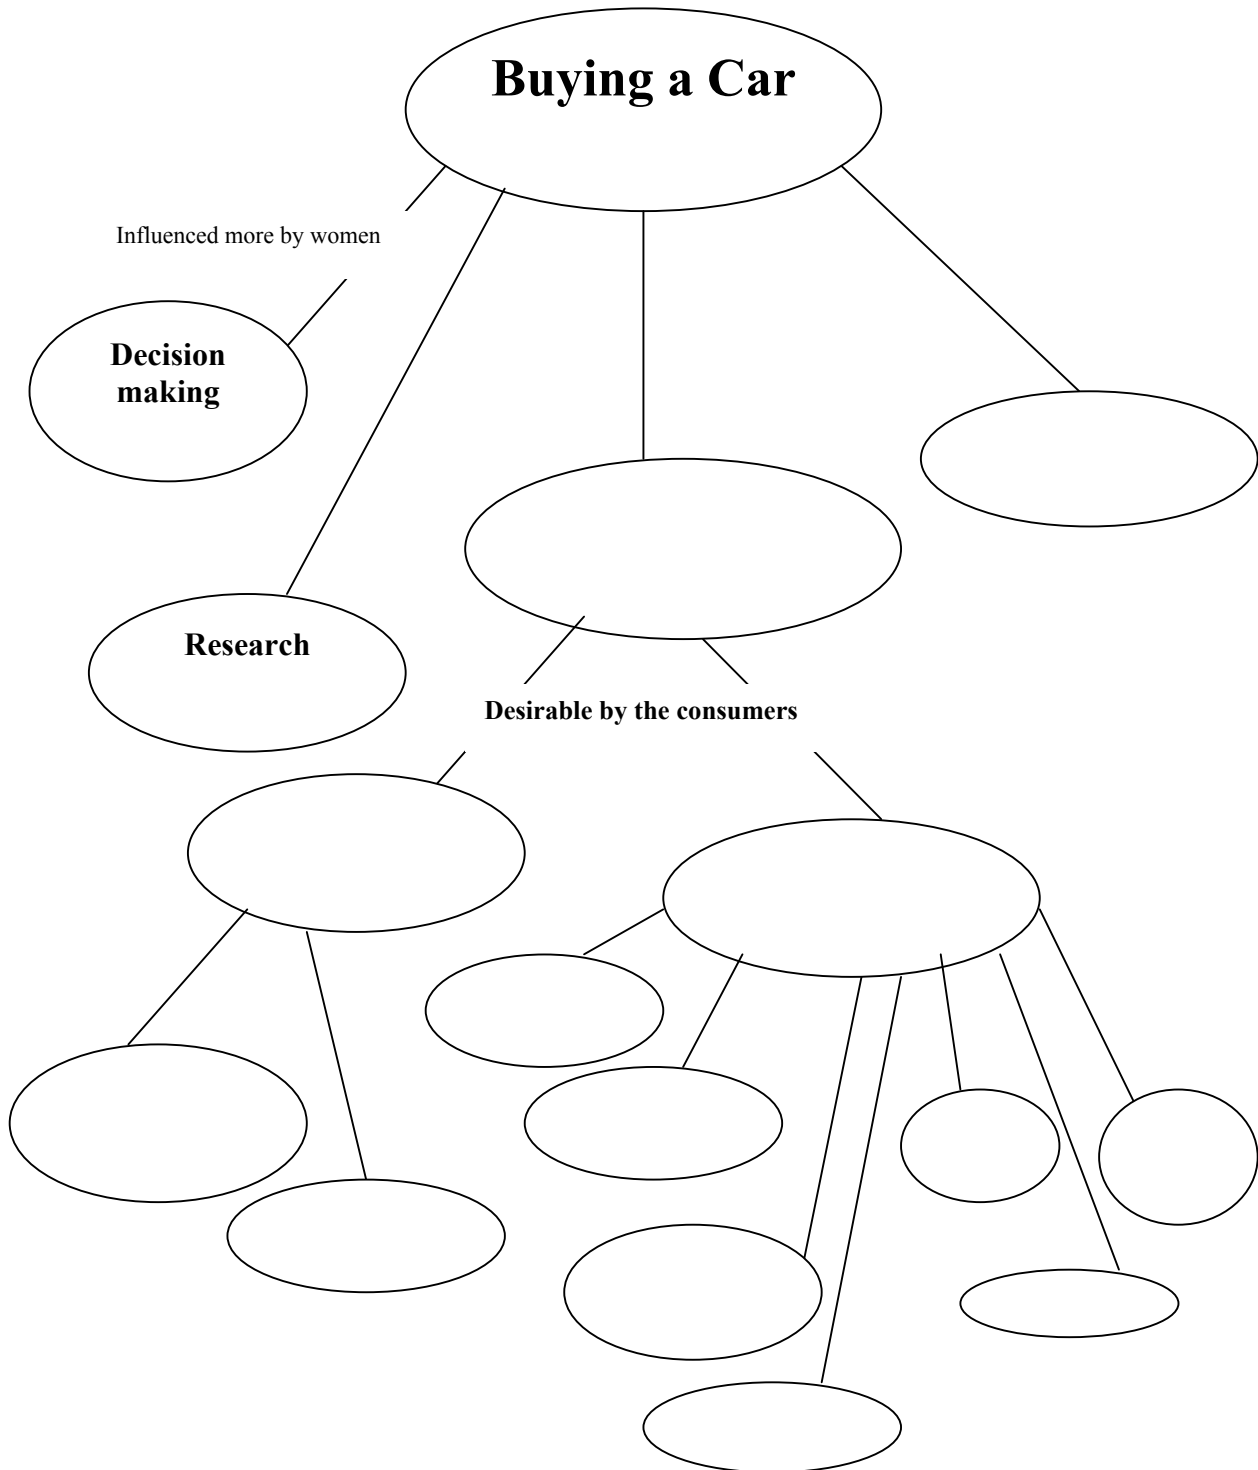 Buying a Car
Influenced more by women
Decision
making
Research
Desirable by the consumers